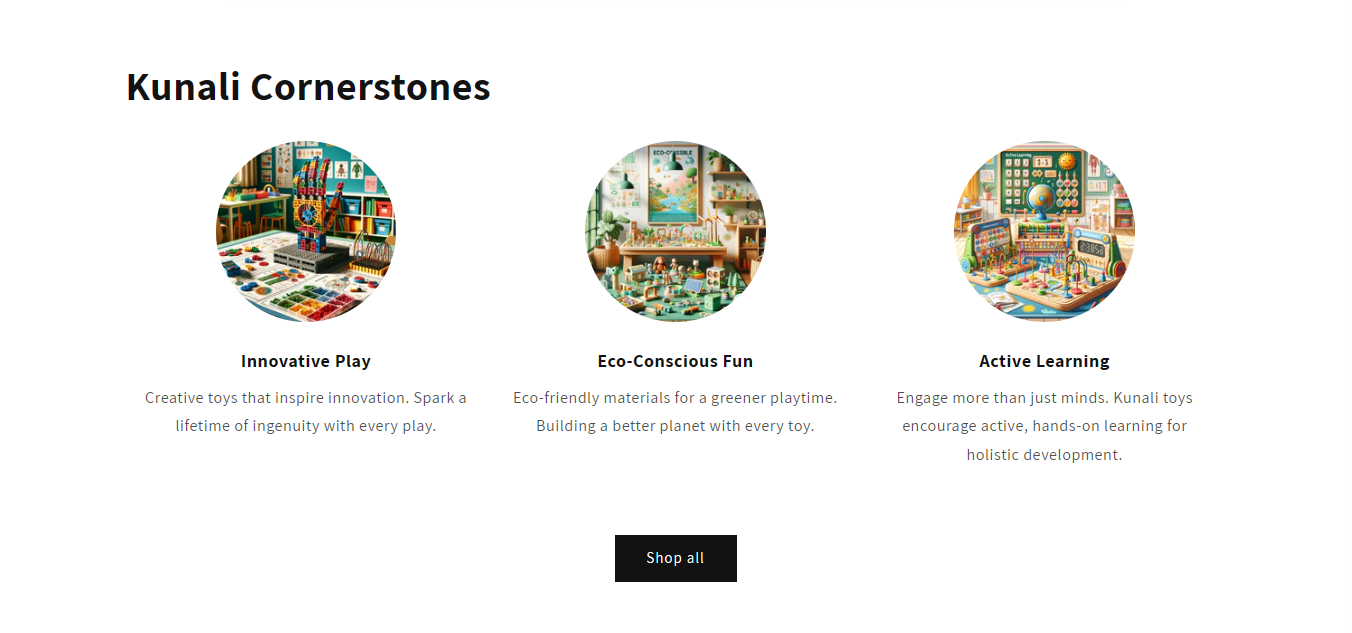 Kunali Cornerstones
Innovative Play
Creative toys that inspire innovation. Spark a
lifetime of ingenuity with every play.
Eco-Conscious Fun
Eco-friendly materials for a greener playtime.
Building a better planet with every toy.
Active Learning
Engage more than just minds. Kunali toys
encourage active, hands-on learning for
holistic development.
Shop all